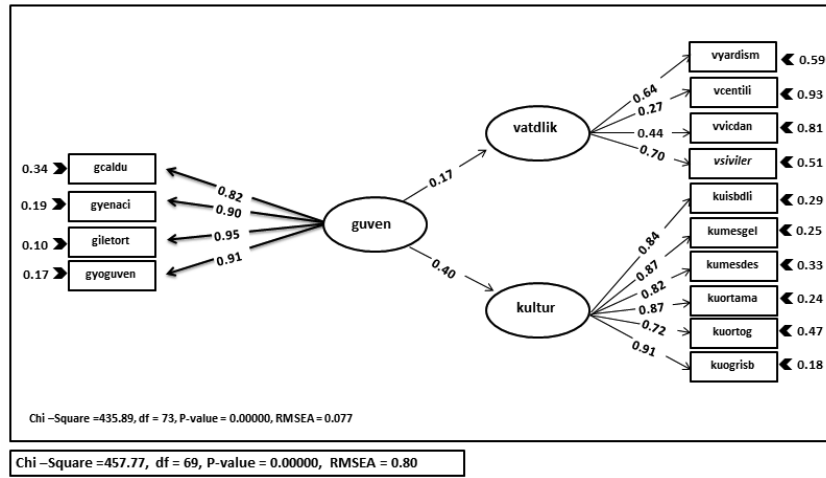 vyardism
0.59
0.64
vcentili
0.93
0.27
vatdlik
vvicdan
0.81
0.44
vsiviler
0.51
0.70
0.34
gcaldu
0.82
0.17
0.19
gyenaci
0.90
guven
kuisbdli
0.29
0.84
0.10
giletort
0.95
kumesgel
0.25
0.87
0.17
gyoguven
0.91
0.40
kumesdes
0.33
0.82
kultur
kuortama
0.24
0.87
kuortog
0.47
0.72
kuogrisb
0.18
0.91
Chi –Square =435.89, df = 73, P-value = 0.00000, RMSEA = 0.077
Chi –Square =457.77, df = 69, P-value = 0.00000, RMSEA = 0.80